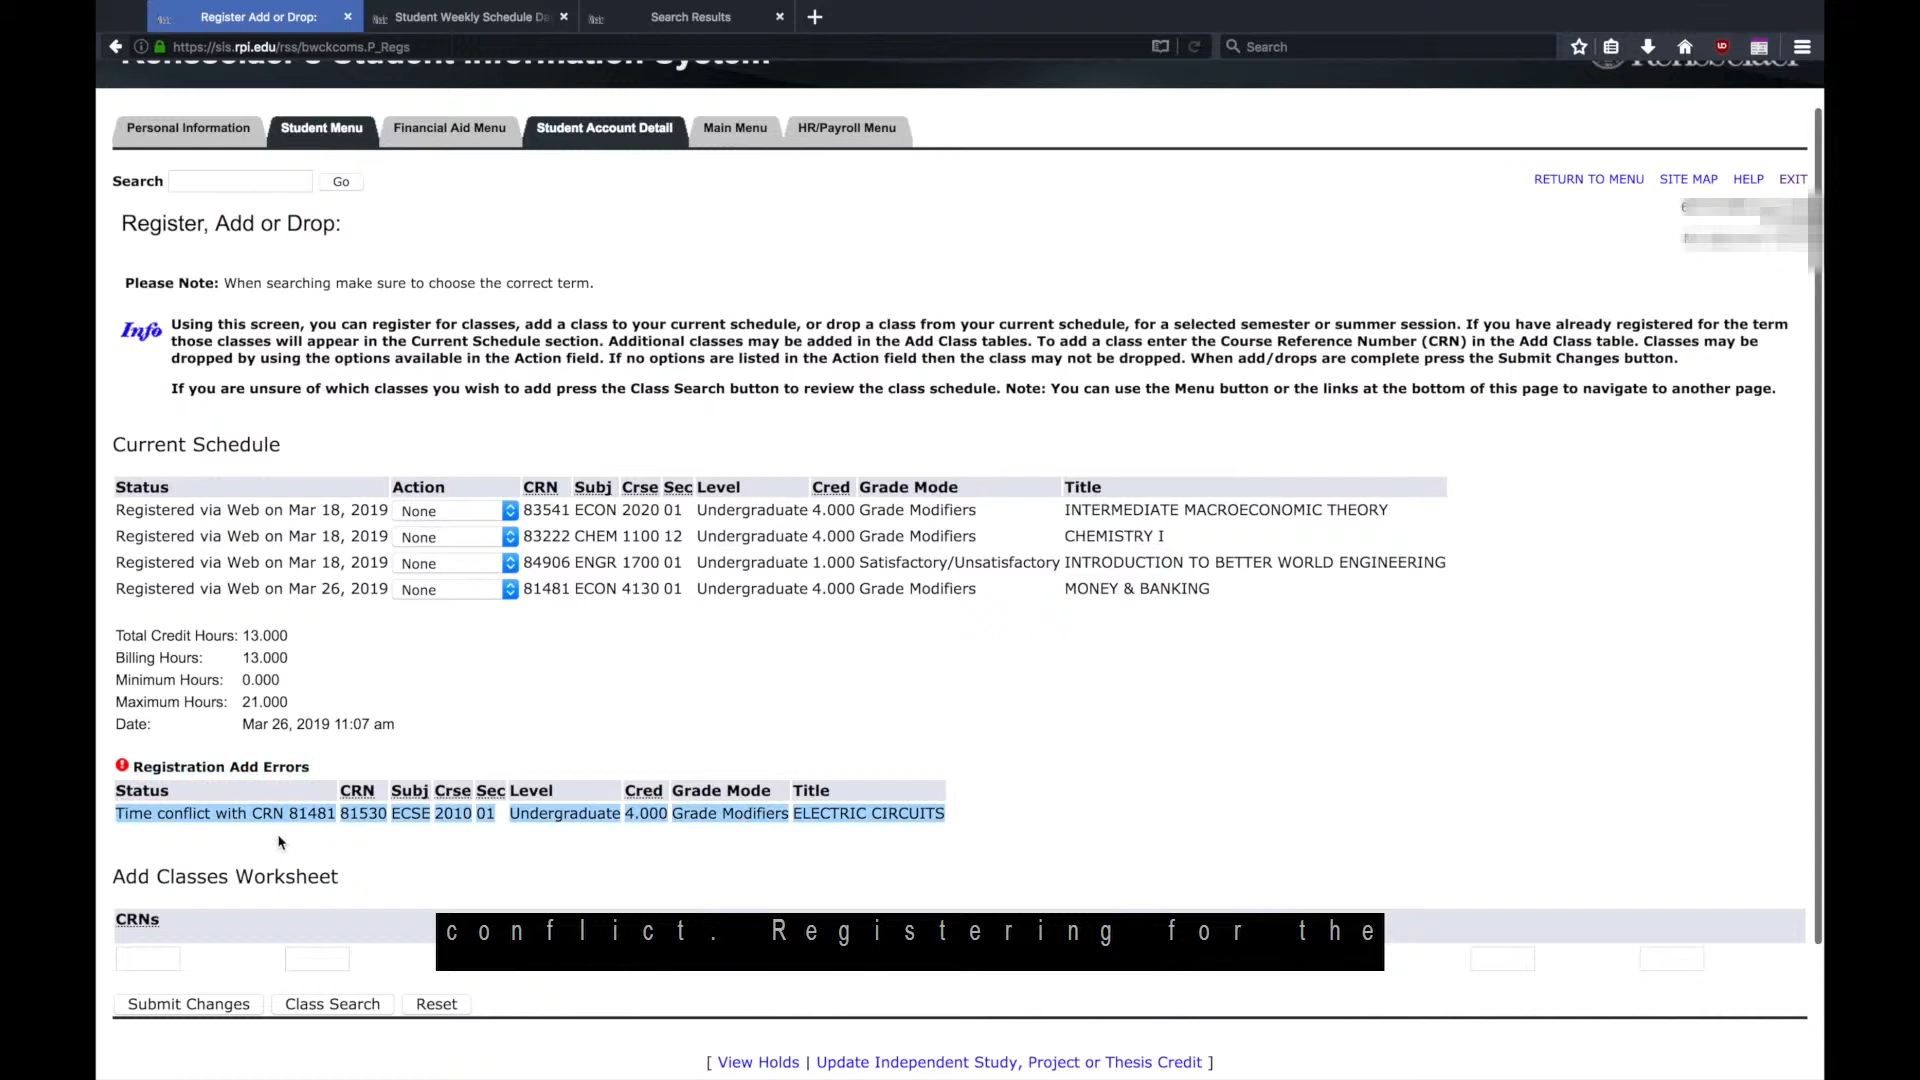 Register Add or Drop:
Student Weekly Schedule Da
Search Results
https://sis.rpi.edu/rss/bwckcoms.P_Regs
Search
Rensselaer's Student Information System
Rensselaer
Personal Information
Student Menu
Financial Aid Menu
Student Account Detail
Main Menu
HR/Payroll Menu
Search
Go
RETURN TO MENU
SITE MAP
HELP
EXIT
Register, Add or Drop:
Please Note: When searching make sure to choose the correct term.
Info
Using this screen, you can register for classes, add a class to your current schedule, or drop a class from your current schedule, for a selected semester or summer session. If you have already registered for the term
those classes will appear in the Current Schedule section. Additional classes may be added in the Add Class tables. To add a class enter the Course Reference Number (CRN) in the Add Class table. Classes may be
dropped by using the options available in the Action field. If no options are listed in the Action field then the class may not be dropped. When add/drops are complete press the Submit Changes button.
If you are unsure of which classes you wish to add press the Class Search button to review the class schedule. Note: You can use the Menu button or the links at the bottom of this page to navigate to another page.
Current Schedule
Status Action CRN Subj Crse Sec Level Cred Grade Mode Title
Registered via Web on Mar 18, 2019 None 83541 ECON 2020 01 Undergraduate 4.000 Grade Modifiers INTERMEDIATE MACROECONOMIC THEORY
Registered via Web on Mar 18, 2019 None 83222 CHEM 1100 12 Undergraduate 4.000 Grade Modifiers CHEMISTRY I
Registered via Web on Mar 18, 2019 None 84906 ENGR 1700 01 Undergraduate 1.000 Satisfactory/Unsatisfactory INTRODUCTION TO BETTER WORLD ENGINEERING
Registered via Web on Mar 26, 2019 None 81481 ECON 4130 01 Undergraduate 4.000 Grade Modifiers MONEY & BANKING
Total Credit Hours: 13.000
Billing Hours: 13.000
Minimum Hours: 0.000
Maximum Hours: 21.000
Date: Mar 26, 2019 11:07 am
Registration Add Errors
Status CRN Subj Crse Sec Level Cred Grade Mode Title
Time conflict with CRN 81481 81530 ECSE 2010 01 Undergraduate 4.000 Grade Modifiers ELECTRIC CIRCUITS
Add Classes Worksheet
CRNs
conflict. Registering for the
Submit Changes
Class Search
Reset
[ View Holds | Update Independent Study, Project or Thesis Credit ]